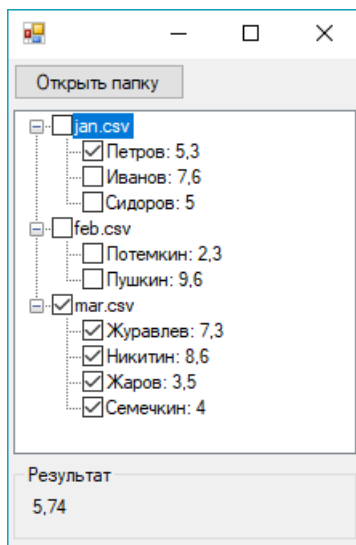 Открыть папку
jan.csv
Петров: 5,3
Иванов: 7,6
Сидоров: 5
feb.csv
Потемкин: 2,3
Пушкин: 9,6
mar.csv
Журавлев: 7,3
Никитин: 8,6
Жаров: 3,5
Семечкин: 4
Результат
5,74